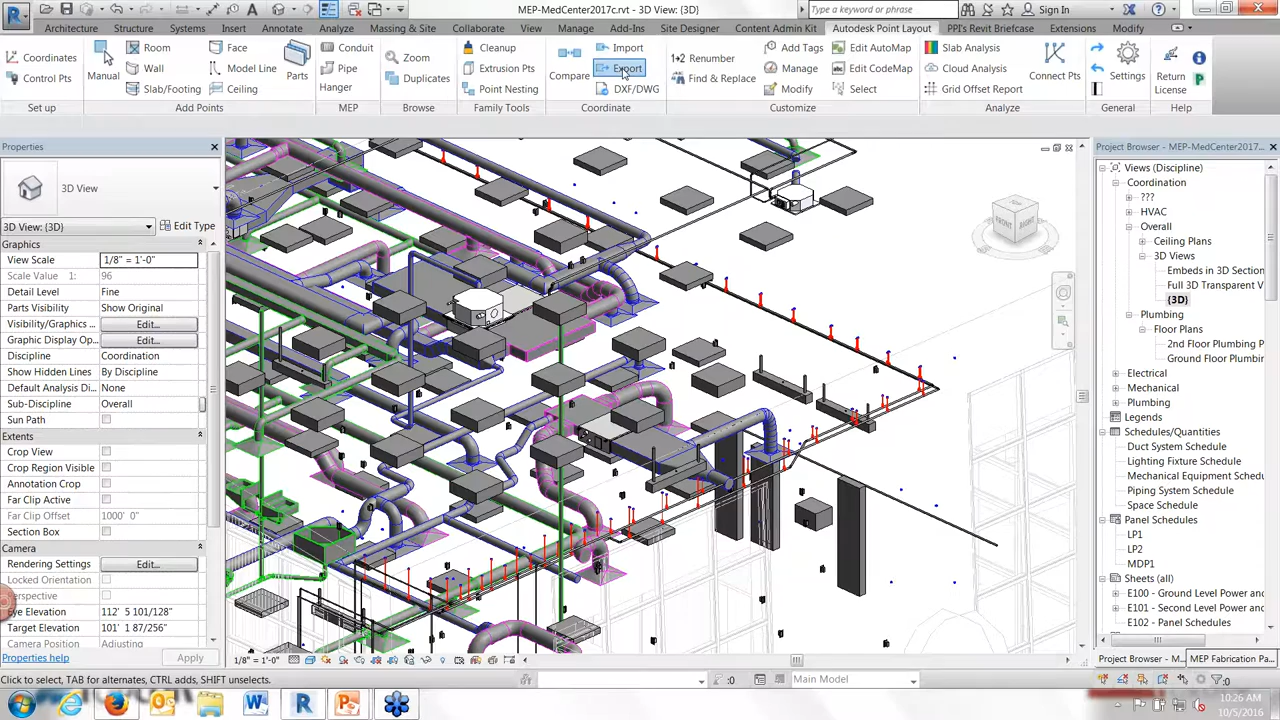 MEP-MedCenter2017c.rvt - 3D View: {3D}
Type a keyword or phrase
Sign In
Architecture Structure Systems Insert Annotate Analyze Massing & Site Collaborate View Manage Add-Ins Site Designer Content Admin Kit Autodesk Point Layout PPI's Revit Briefcase Extensions Modify
Coordinates
Control Pts
Set up
Manual
Room
Wall
Slab/Footing
Face
Ceiling
Parts
Add Points
Conduit
Pipe
Hanger
MEP
Zoom
Duplicates
Browse
Cleanup
Extrusion Pts
Point Nesting
Family Tools
Compare
Import
Export
DXF/DWG
Coordinate
Renumber
Find & Replace
Add Tags
Manage
Modify
Edit AutoMap
Edit CodeMap
Select
Customize
Slab Analysis
Cloud Analysis
Grid Offset Report
Connect Pts
Analyze
Settings
General
Return
License
Help
Properties
3D View
3D View: {3D}
Edit Type
Graphics
View Scale 1/8" = 1'-0"
Scale Value 1: 96
Detail Level Fine
Parts Visibility Show Original
Visibility/Graphics ... Edit...
Graphic Display Op... Edit...
Discipline Coordination
Show Hidden Lines By Discipline
Default Analysis Di... None
Sub-Discipline Overall
Sun Path
Extents
Crop View
Crop Region Visible
Annotation Crop
Far Clip Active
Far Clip Offset 1000' 0"
Section Box
Camera
Rendering Settings Edit...
Locked Orientation
Perspective
Eye Elevation 112' 5 101/128"
Target Elevation 101' 1 87/256"
Camera Position Adjusting
Properties help
Apply
FRONT RIGHT
1/8" = 1'-0"
Project Browser - MEP-MedCenter2017...
Views (Discipline)
Coordination
???
HVAC
Overall
Ceiling Plans
3D Views
Embeds in 3D Section
Full 3D Transparent V
{3D}
Plumbing
Floor Plans
2nd Floor Plumbing
Ground Floor Plumbin
Electrical
Mechanical
Plumbing
Legends
Schedules/Quantities
Duct System Schedule
Lighting Fixture Schedule
Mechanical Equipment Schedule
Piping System Schedule
Space Schedule
Panel Schedules
LP1
LP2
MDP1
Sheets (all)
E100 - Ground Level Power and
E101 - Second Level Power and
E102 - Panel Schedules
Project Browser - M... MEP Fabrication Pa...
Click to select, TAB for alternates, CTRL adds, SHIFT unselects.
:0
Main Model
:0
10:26 AM
10/5/2016